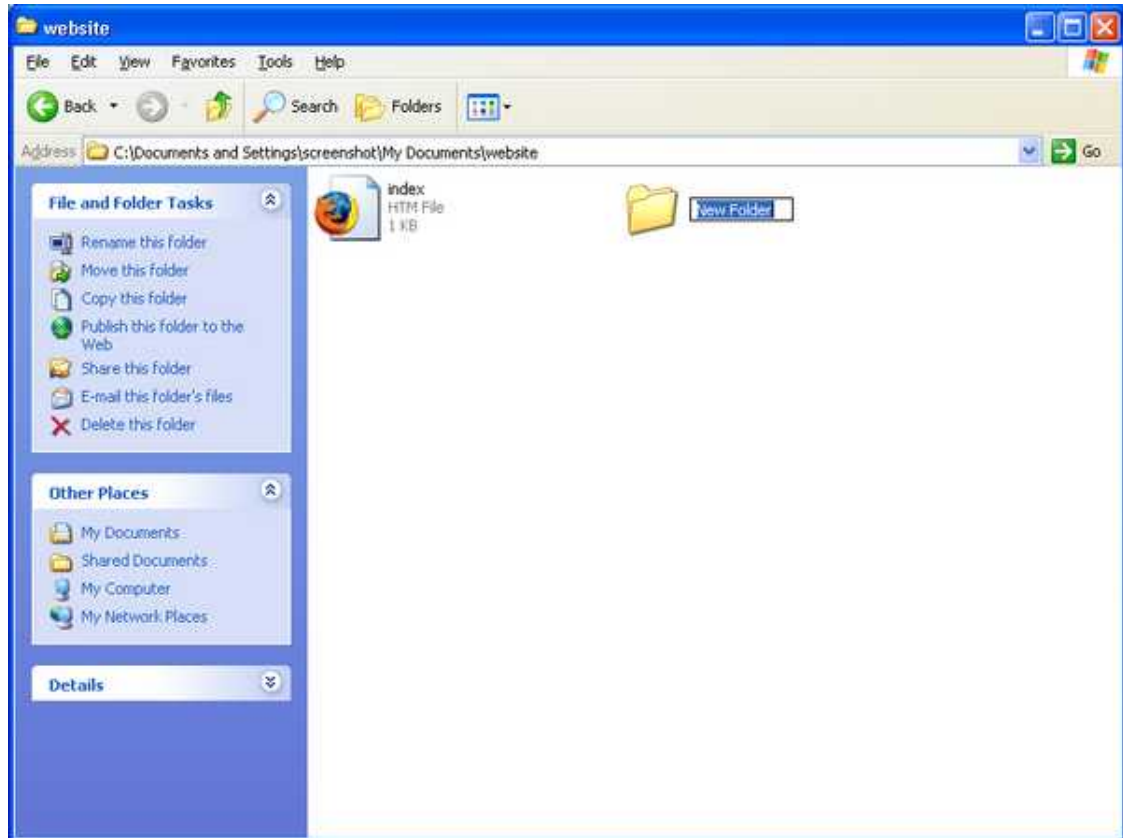 website
File Edit View Favorites Tools Help
Back Search Folders
Address C:\Documents and Settings\screenshot\My Documents\website Go
File and Folder Tasks
Rename this folder
Move this folder
Copy this folder
Publish this folder to the
Web
Share this folder
E-mail this folder's files
Delete this folder
Other Places
My Documents
Shared Documents
My Computer
My Network Places
Details
index
HTM File
1 KB
New Folder